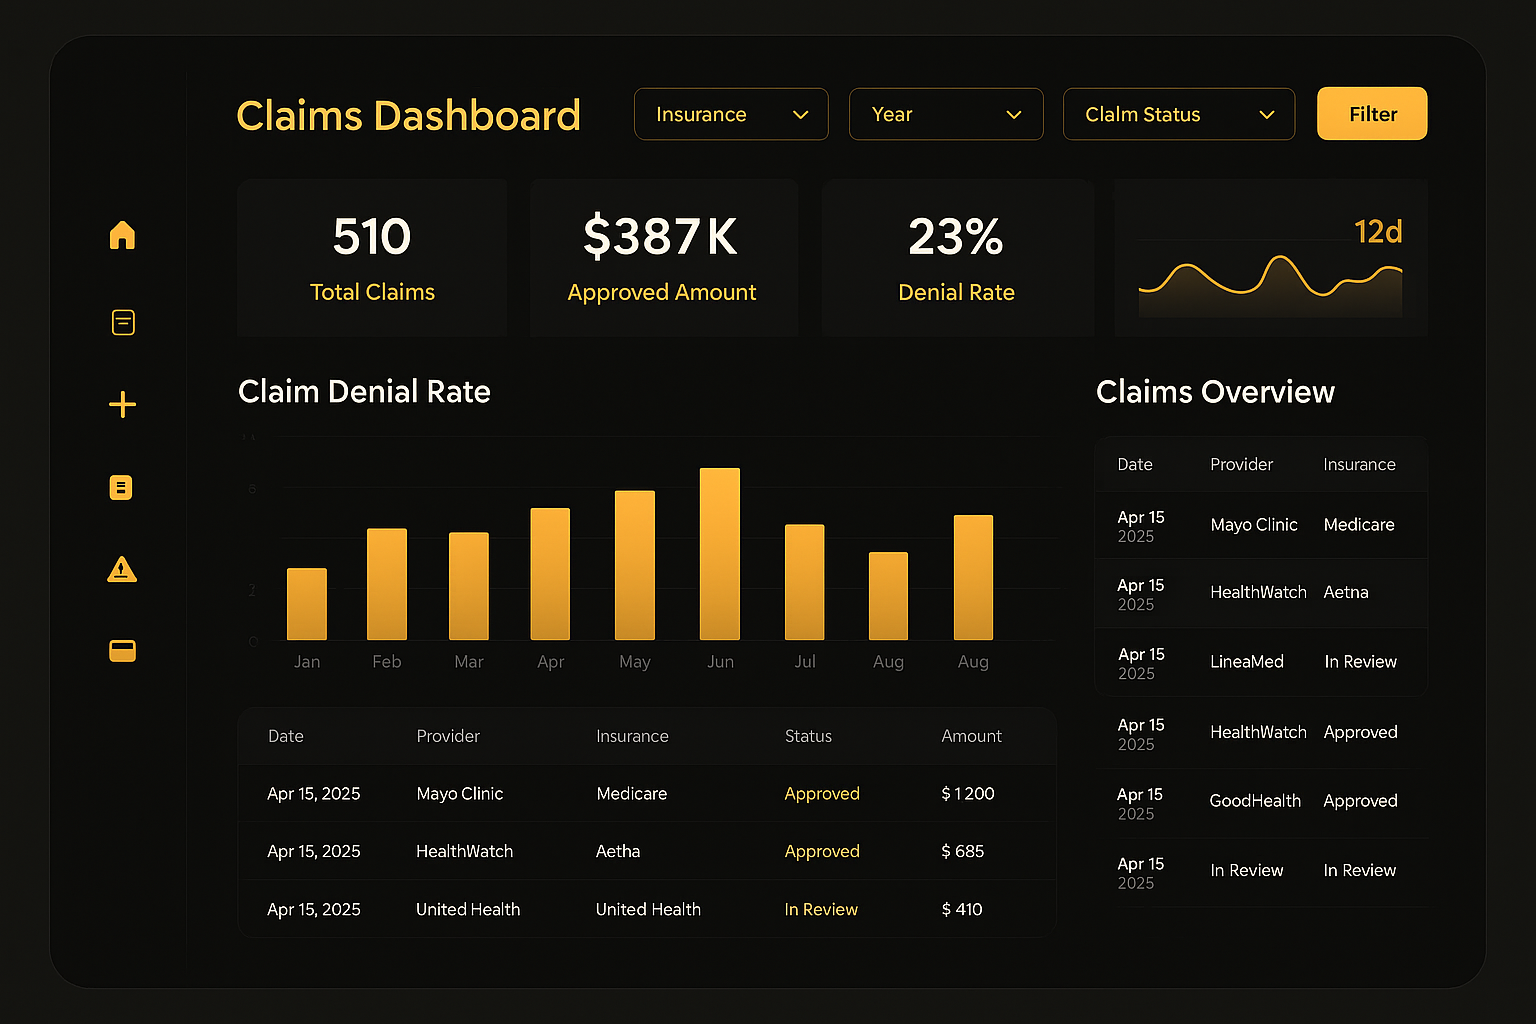 Claims Dashboard
Insurance
Year
Clalm Status
Filter
510
Total Claims
$387K
Approved Amount
23%
Denial Rate
12d
Claim Denial Rate
6
2
0
Jan Feb Mar Apr May Jun Jul Aug Aug
Date Provider Insurance Status Amount
Apr 15, 2025 Mayo Clinic Medicare Approved $ 1 200
Apr 15, 2025 HealthWatch Aetha Approved $ 685
Apr 15, 2025 United Health United Health In Review $ 410
Claims Overview
Date Provider Insurance
Apr 15
2025
Mayo Clinic Medicare
Apr 15
2025
HealthWatch Aetna
Apr 15
2025
LineaMed In Review
Apr 15
2025
HealthWatch Approved
Apr 15
2025
GoodHealth Approved
Apr 15
2025
In Review In Review